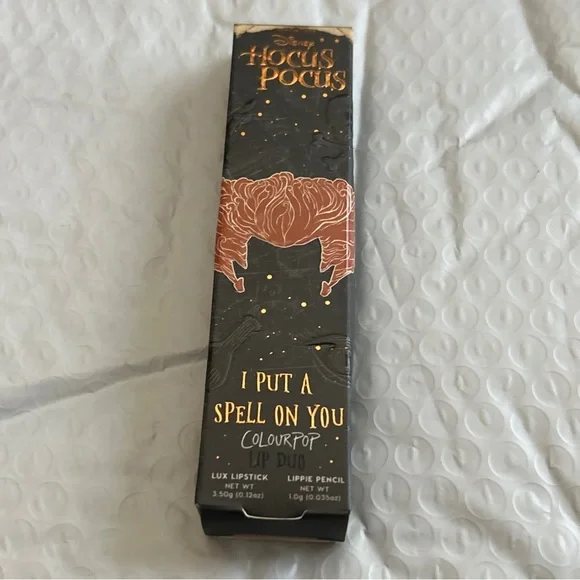 Disney
HOCUS
POCUS
I PUT A
SPELL ON YOU
COLOURPOP
LIP DUO
LUX LIPSTICK LIPPIE PENCIL
NET WT NET WT
3.50g (0.12oz) 1.0g (0.035oz)